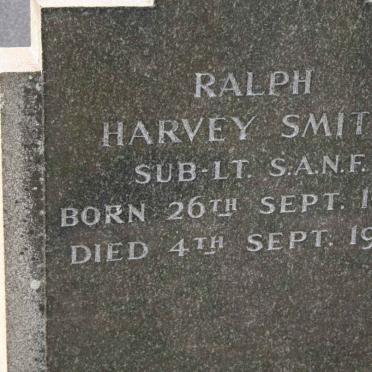 RALPH
HARVEY SMIT
SUB-LT. S.A.N.F.
BORN 26TH SEPT. 1
DIED 4TH SEPT. 19